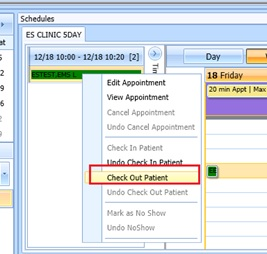 Schedules
ES CLINIC 5DAY
12/18 10:00 - 12/18 10:20 [2]
Day
ESTEST,EMS L
Edit Appointment
View Appointment
Cancel Appointment
Undo Cancel Appointment
Check In Patient
Undo Check In Patient
Check Out Patient
Undo Check Out Patient
Mark as No Show
Undo NoShow
18 Friday
20 min Appt | Max